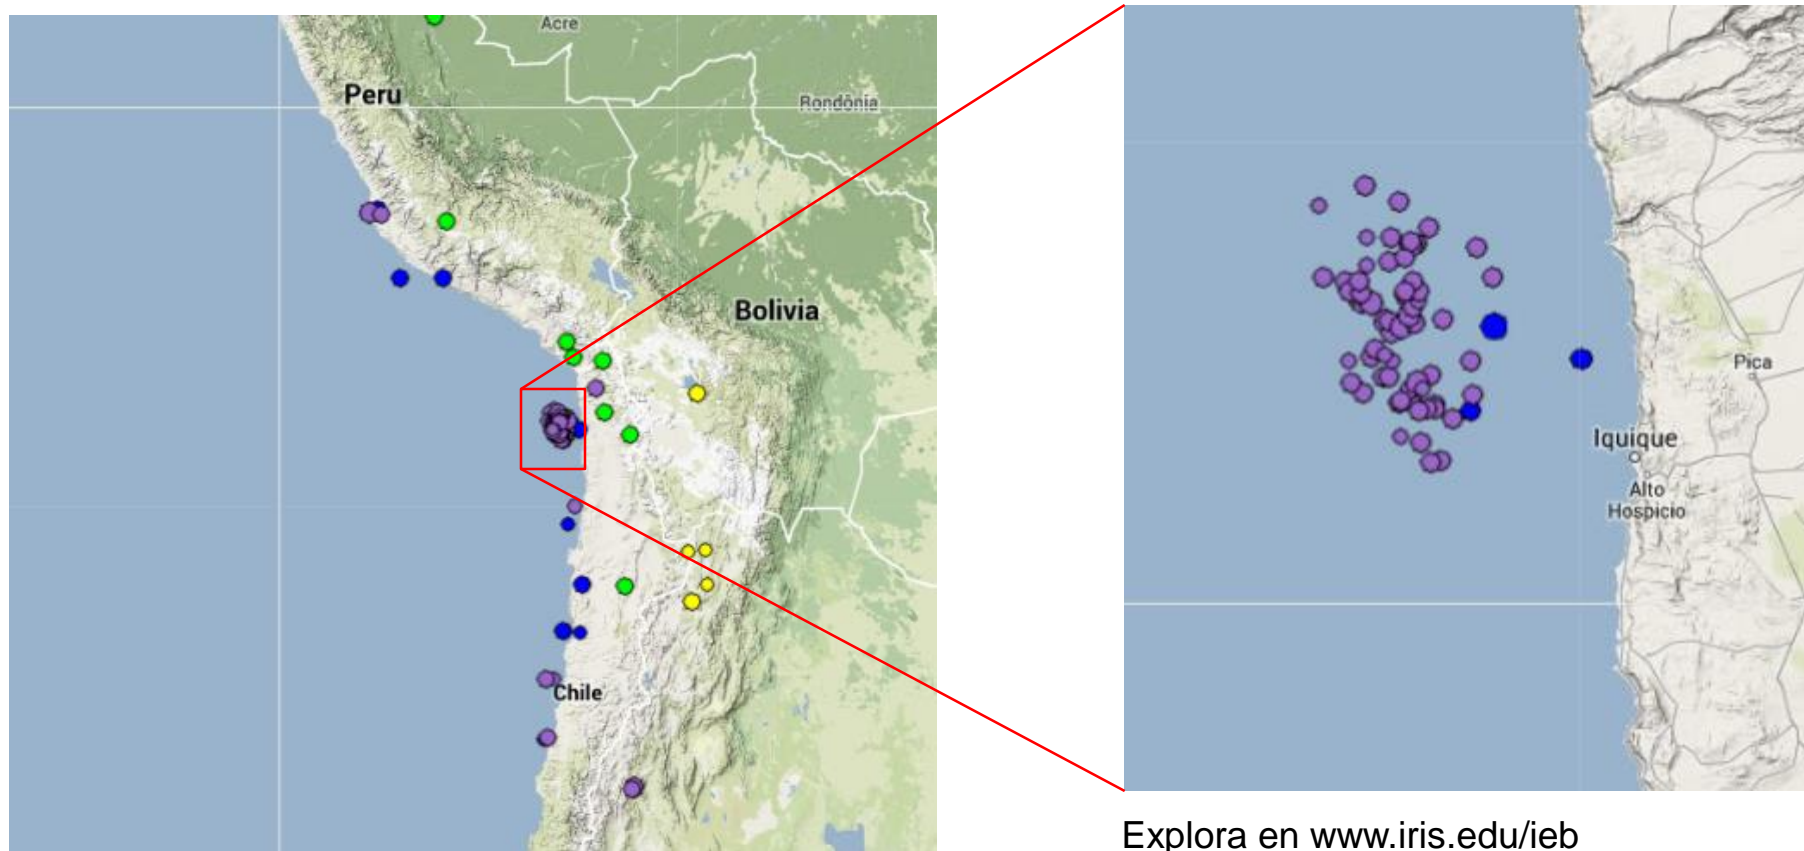 Acre
Peru
Rondônia
Bolivia
Chile
Pica
Iquique
Alto
Hospicio
Explora en www.iris.edu/ieb